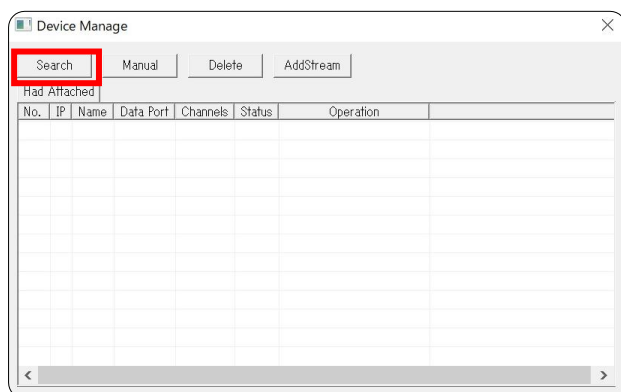 Device Manage
Search Manual Delete AddStream
Had Attached
No. IP Name Data Port Channels Status Operation